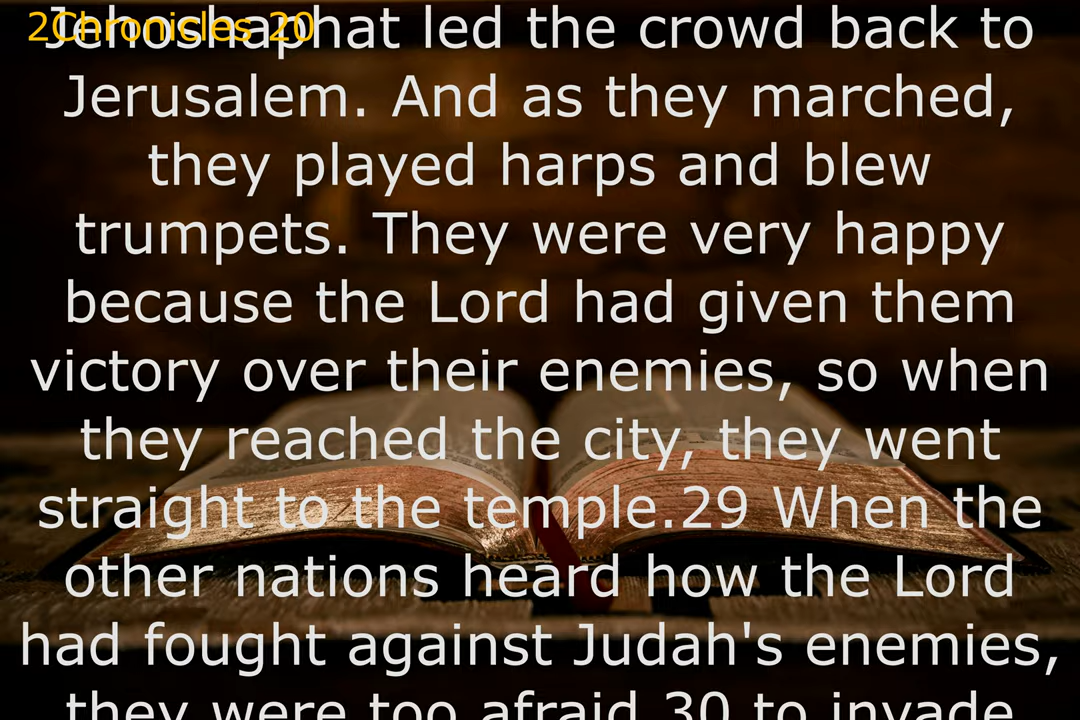 2Chronicles 20
Jehoshaphat led the crowd back to
Jerusalem. And as they marched,
they played harps and blew
trumpets. They were very happy
because the Lord had given them
victory over their enemies, so when
they reached the city, they went
straight to the temple.29 When the
other nations heard how the Lord
had fought against Judah's enemies,
they were too afraid 30 to invade